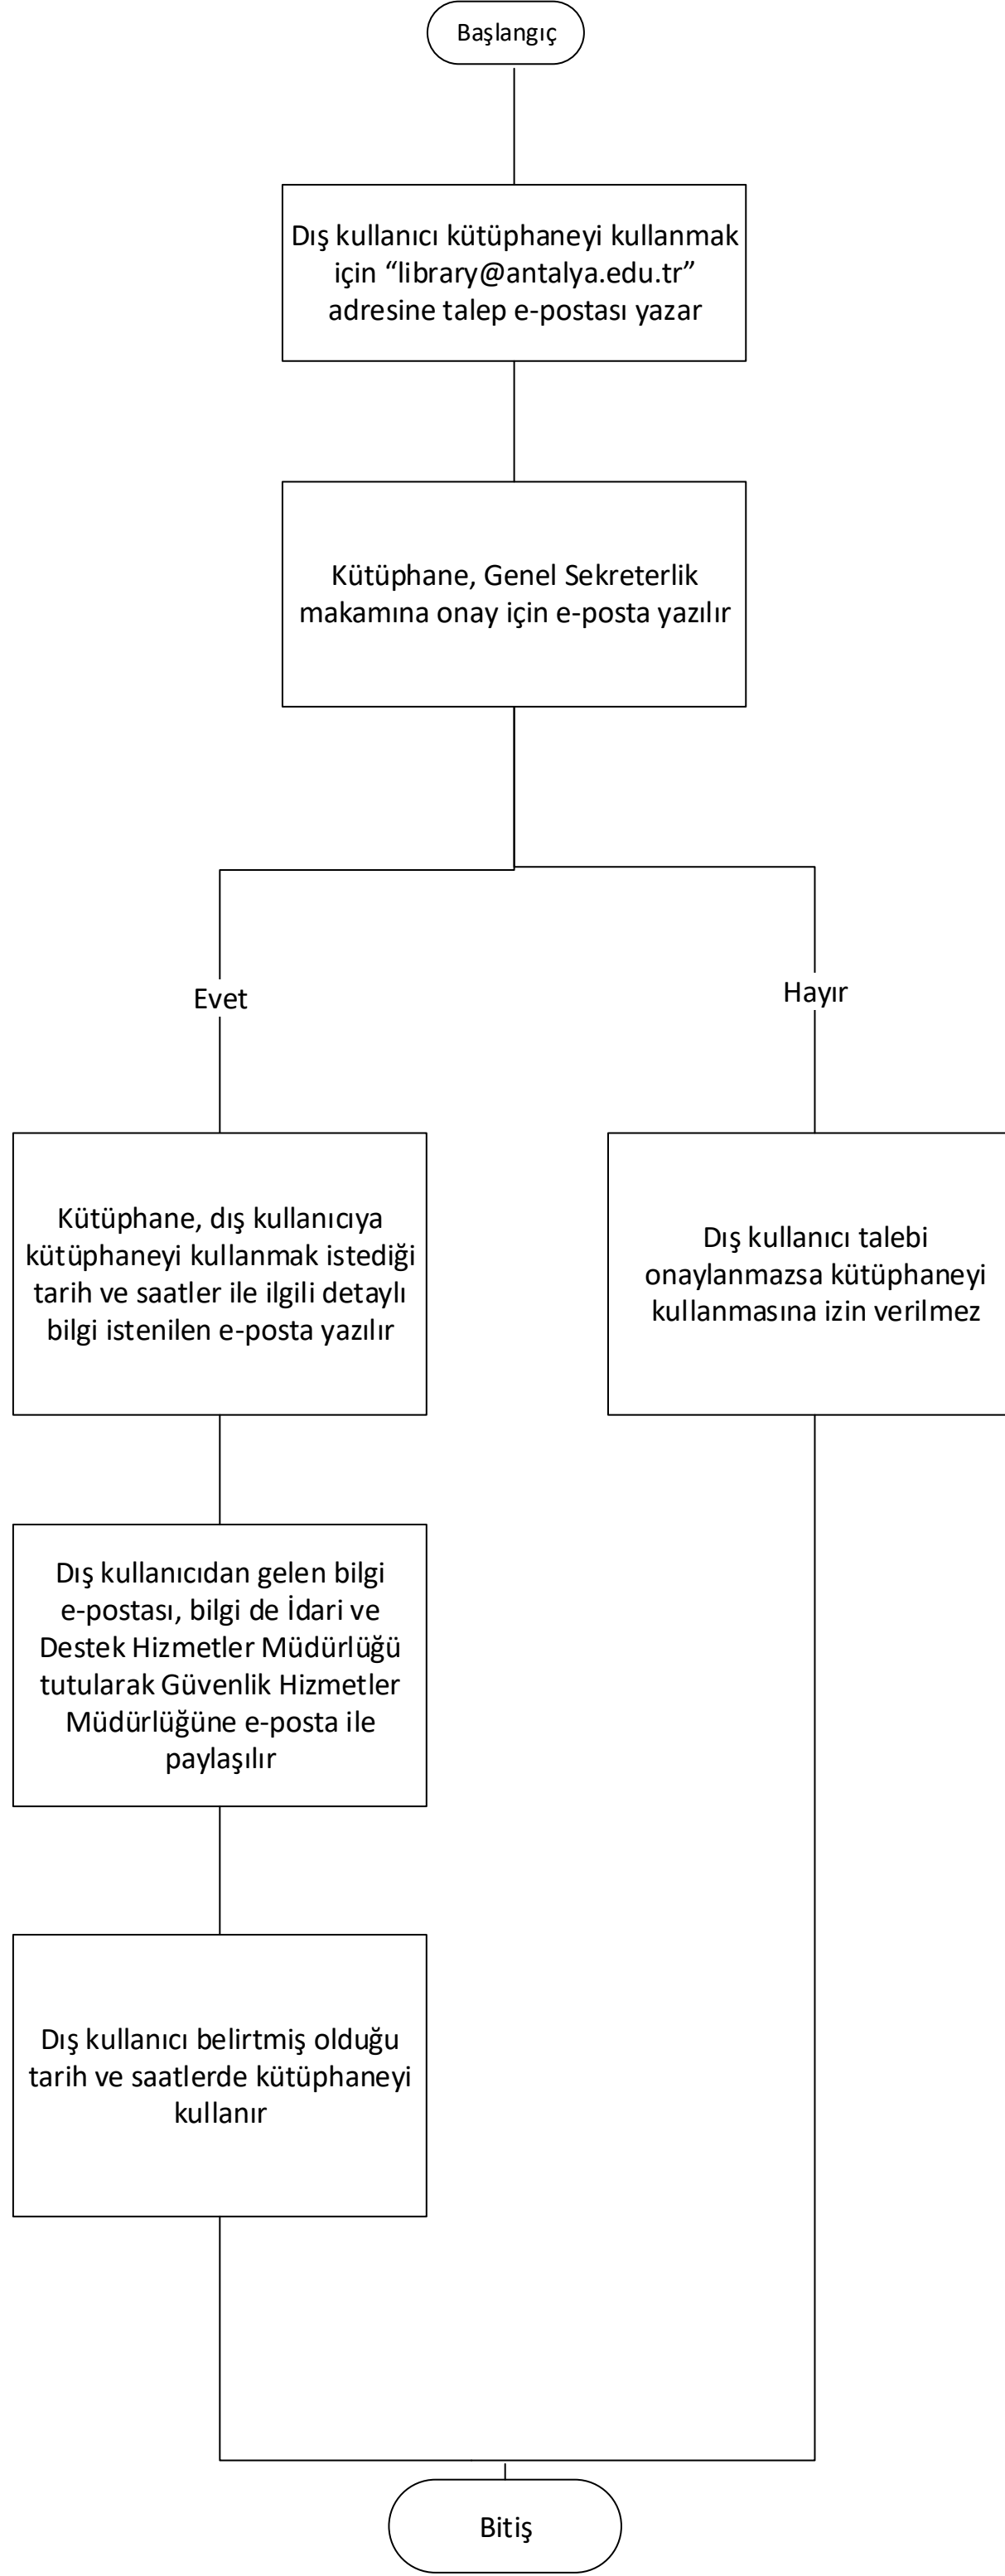 Başlangıç
Dış kullanıcı kütüphaneyi kullanmak
için “library@antalya.edu.tr”
adresine talep e-postası yazar
Kütüphane, Genel Sekreterlik
makamına onay için e-posta yazılır
Evet
Hayır
Kütüphane, dış kullanıcıya
kütüphaneyi kullanmak istediği
tarih ve saatler ile ilgili detaylı
bilgi istenilen e-posta yazılır
Dış kullanıcı talebi
onaylanmazsa kütüphaneyi
kullanmasına izin verilmez
Dış kullanıcıdan gelen bilgi
e-postası, bilgi de İdari ve
Destek Hizmetler Müdürlüğü
tutularak Güvenlik Hizmetler
Müdürlüğüne e-posta ile
paylaşılır
Dış kullanıcı belirtmiş olduğu
tarih ve saatlerde kütüphaneyi
kullanır
Bitiş